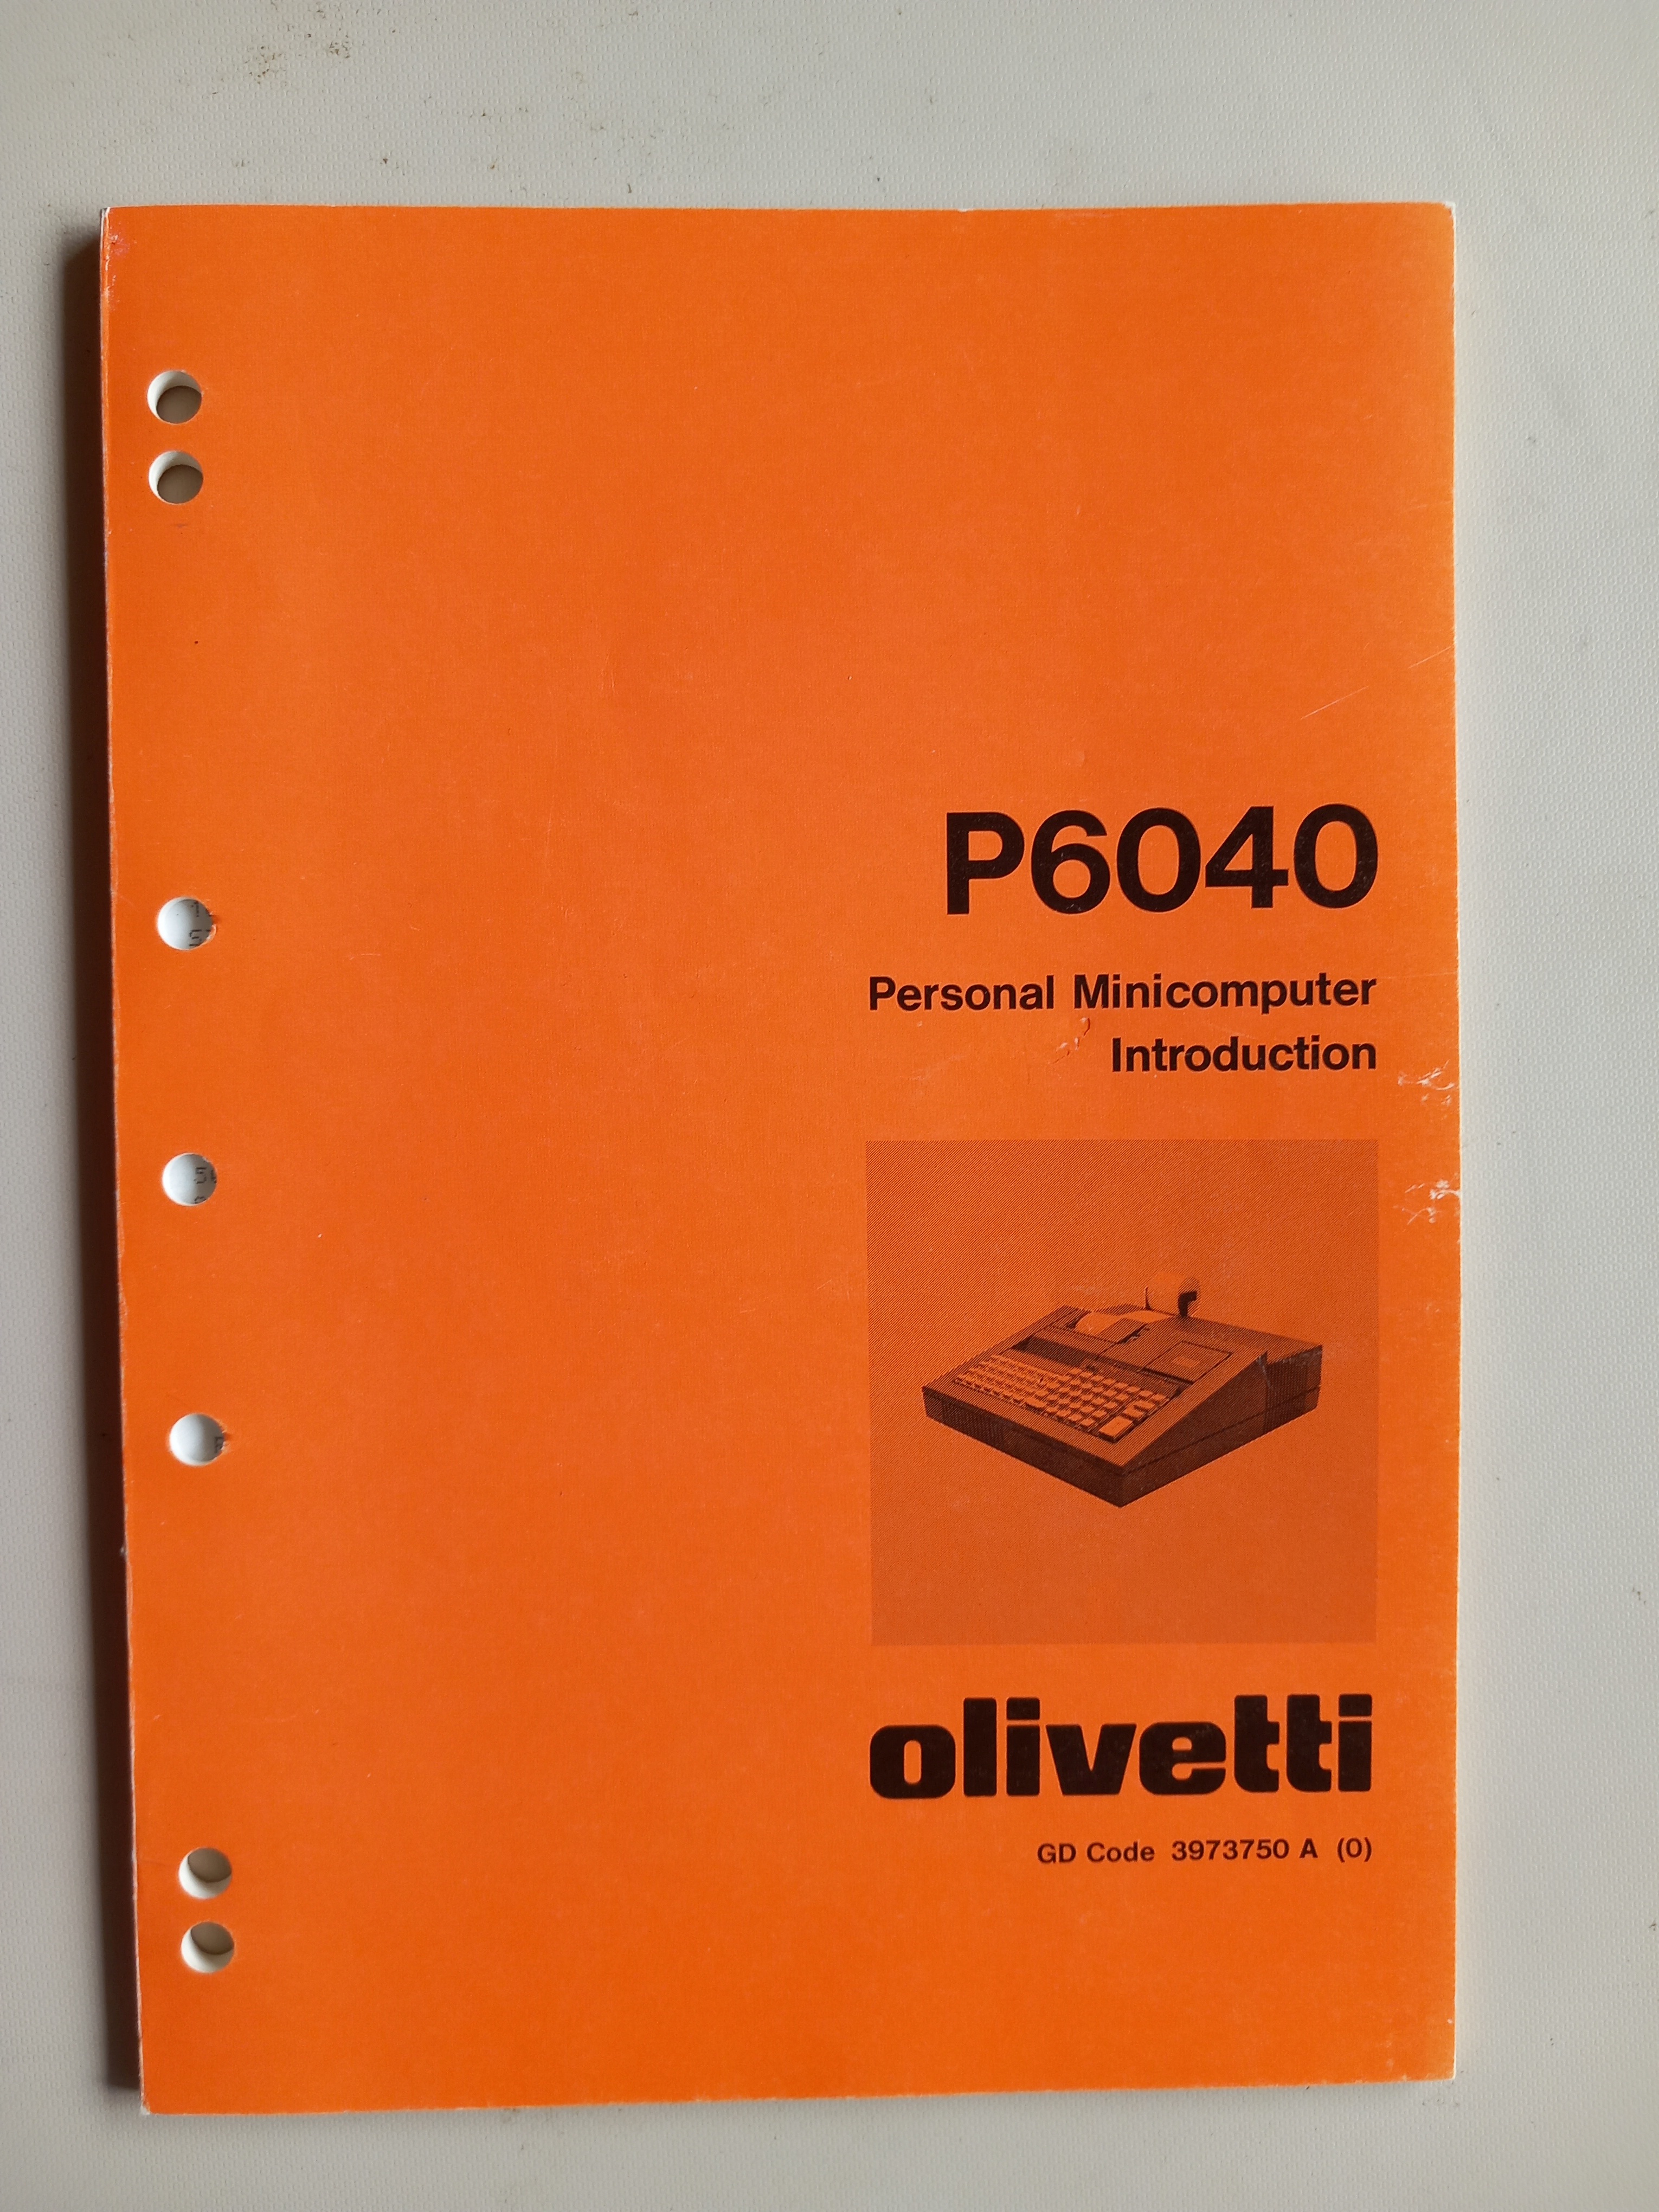 P6040
Personal Minicomputer
Introduction
olivetti
GD Code 3973750 A (0)